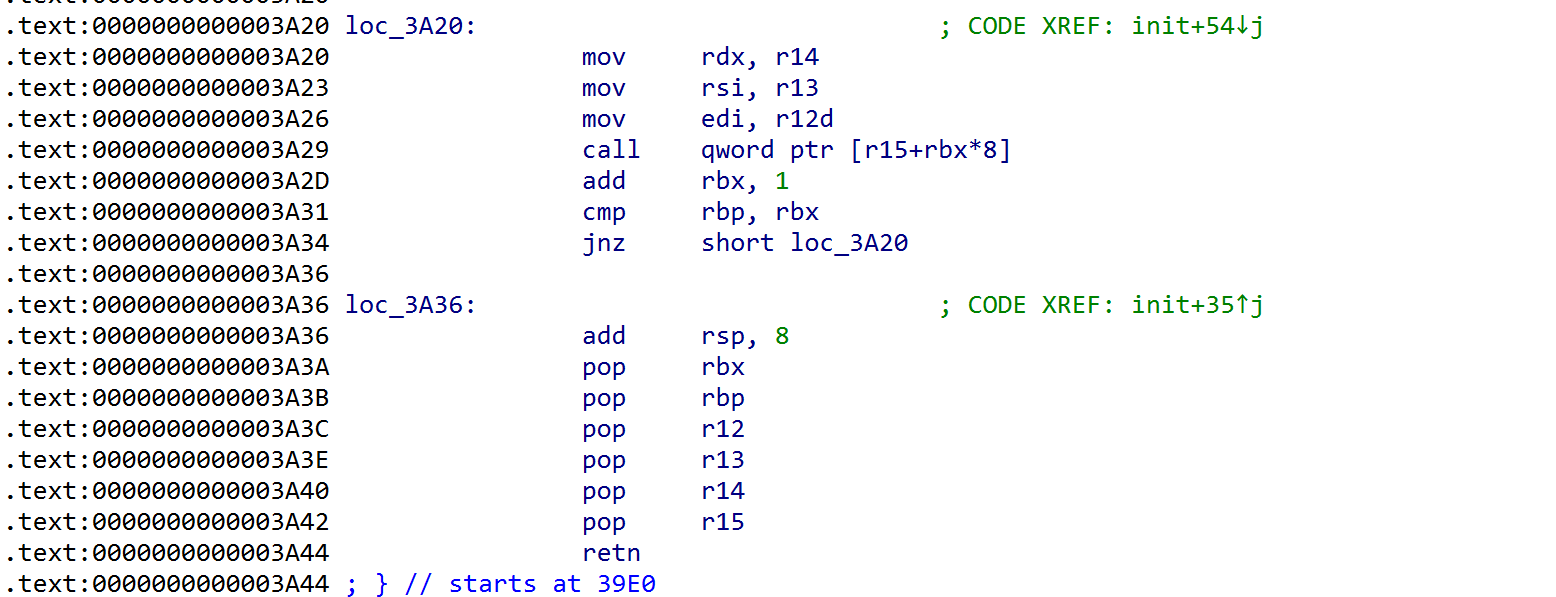 .text:0000000000003A20 loc_3A20: ; CODE XREF: init+54↓j
.text:0000000000003A20 mov rdx, r14
.text:0000000000003A23 mov rsi, r13
.text:0000000000003A26 mov edi, r12d
.text:0000000000003A29 call qword ptr [r15+rbx*8]
.text:0000000000003A2D add rbx, 1
.text:0000000000003A31 cmp rbp, rbx
.text:0000000000003A34 jnz short loc_3A20
.text:0000000000003A36
.text:0000000000003A36 loc_3A36: ; CODE XREF: init+35↑j
.text:0000000000003A36 add rsp, 8
.text:0000000000003A3A pop rbx
.text:0000000000003A3B pop rbp
.text:0000000000003A3C pop r12
.text:0000000000003A3E pop r13
.text:0000000000003A40 pop r14
.text:0000000000003A42 pop r15
.text:0000000000003A44 retn
.text:0000000000003A44 ; } // starts at 39E0